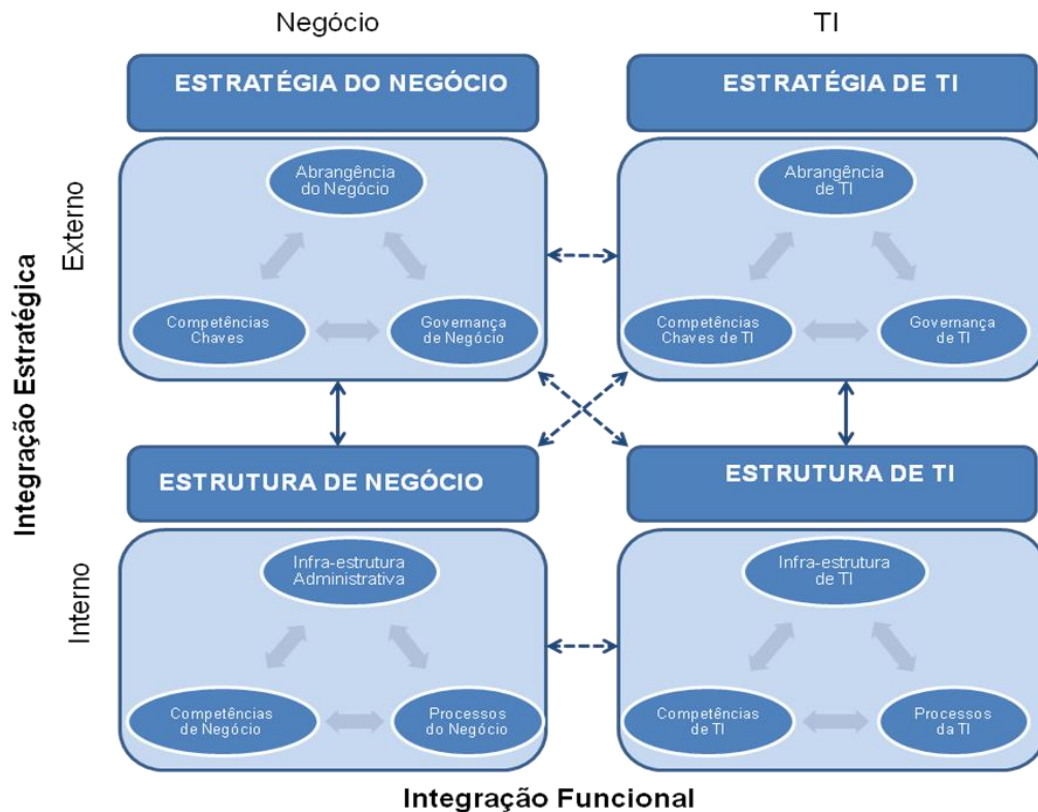 Negócio
TI
ESTRATÉGIA DO NEGÓCIO
ESTRATÉGIA DE TI
Integração Estratégica
Externo
Abrangência
do Negócio
Competências
Chaves
Governança
de Negócio
Abrangência
de TI
Competências
Chaves de TI
Governança
de TI
ESTRUTURA DE NEGÓCIO
ESTRUTURA DE TI
Interno
Infra-estrutura
Administrativa
Competências
de Negócio
Processos
do Negócio
Infra-estrutura
de TI
Competências
de TI
Processos
da TI
Integração Funcional